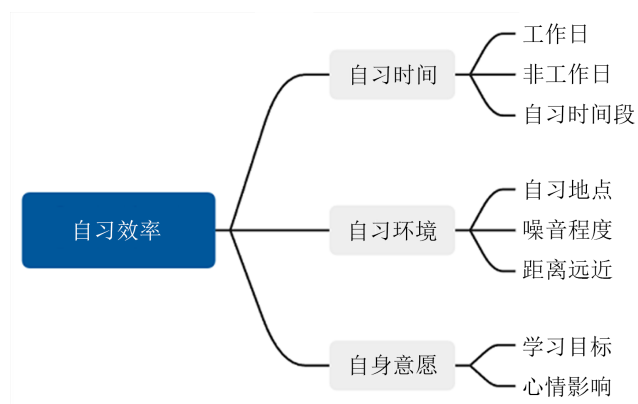 自习效率
自习时间
工作日
非工作日
自习时间段
自习环境
自习地点
噪音程度
距离远近
自身意愿
学习目标
心情影响